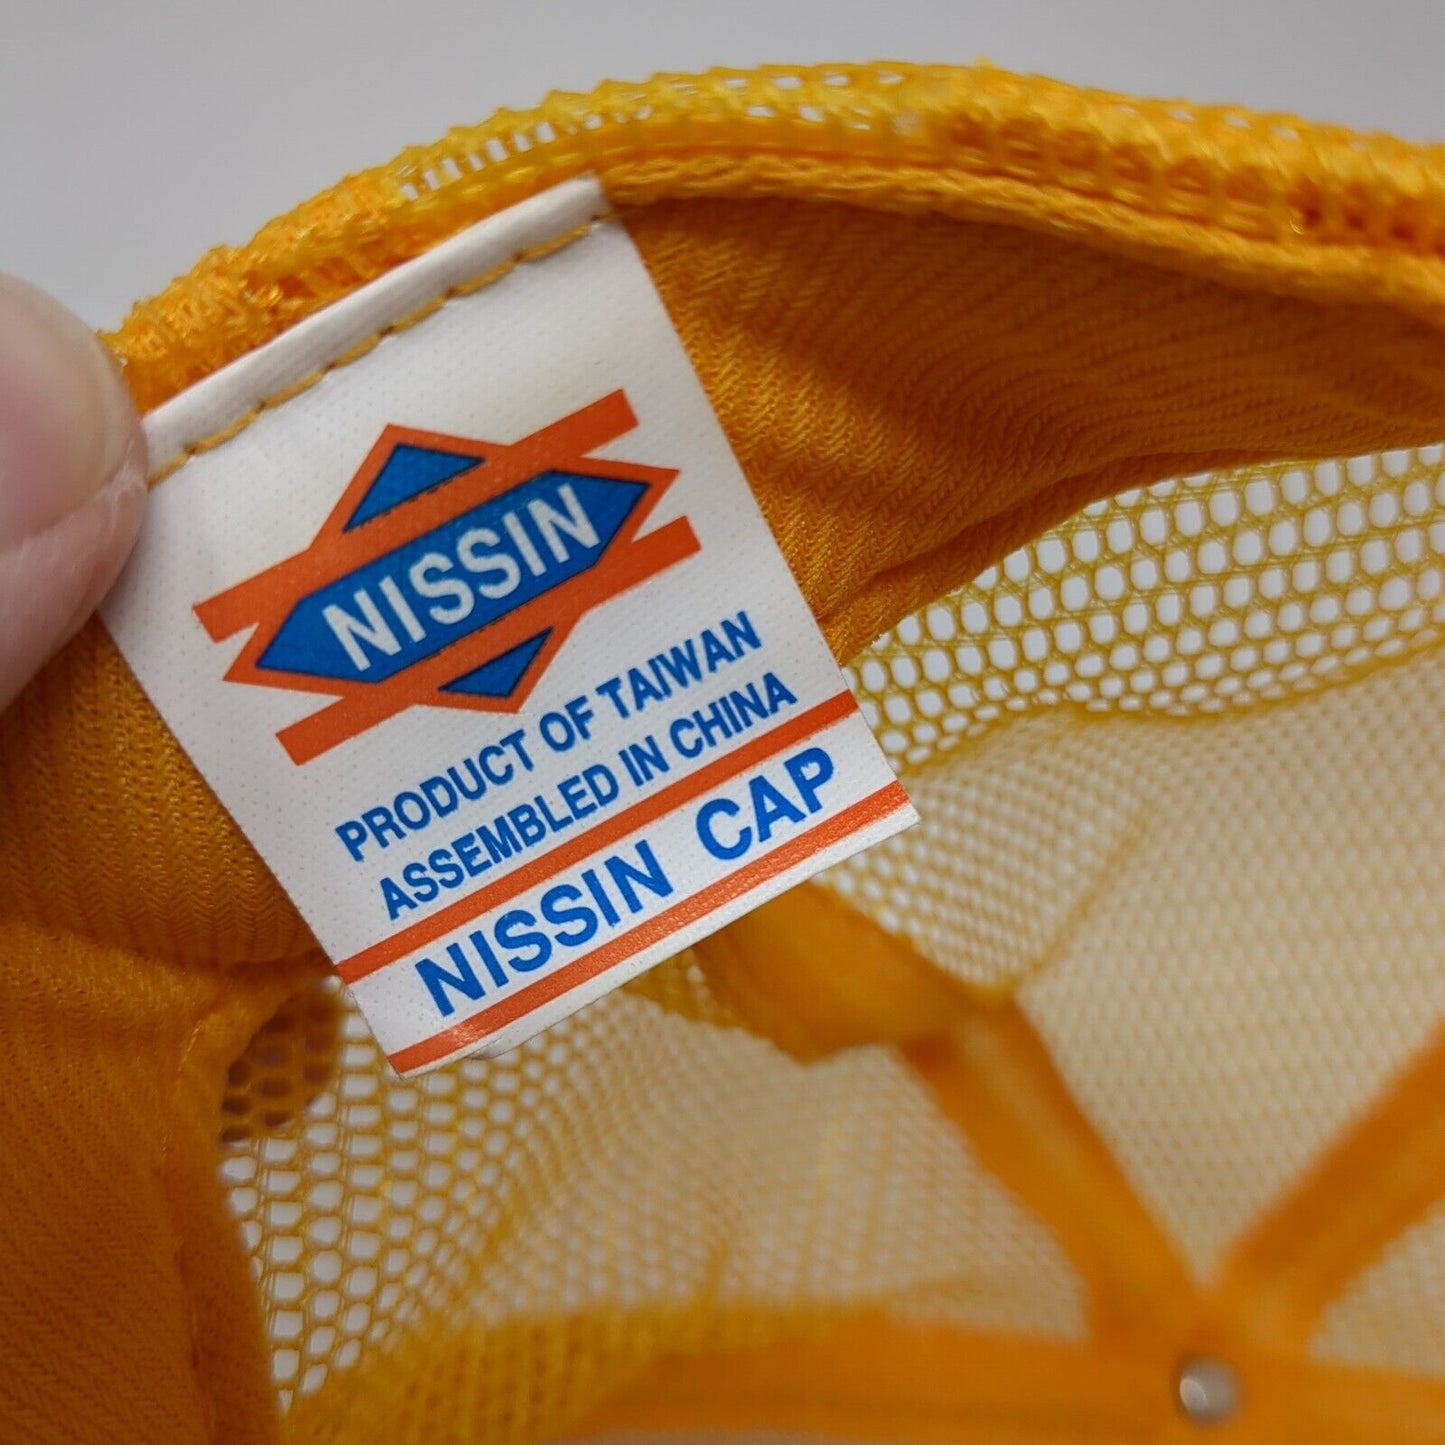 NISSIN
PRODUCT OF TAIWAN
ASSEMBLED IN CHINA
NISSIN CAP